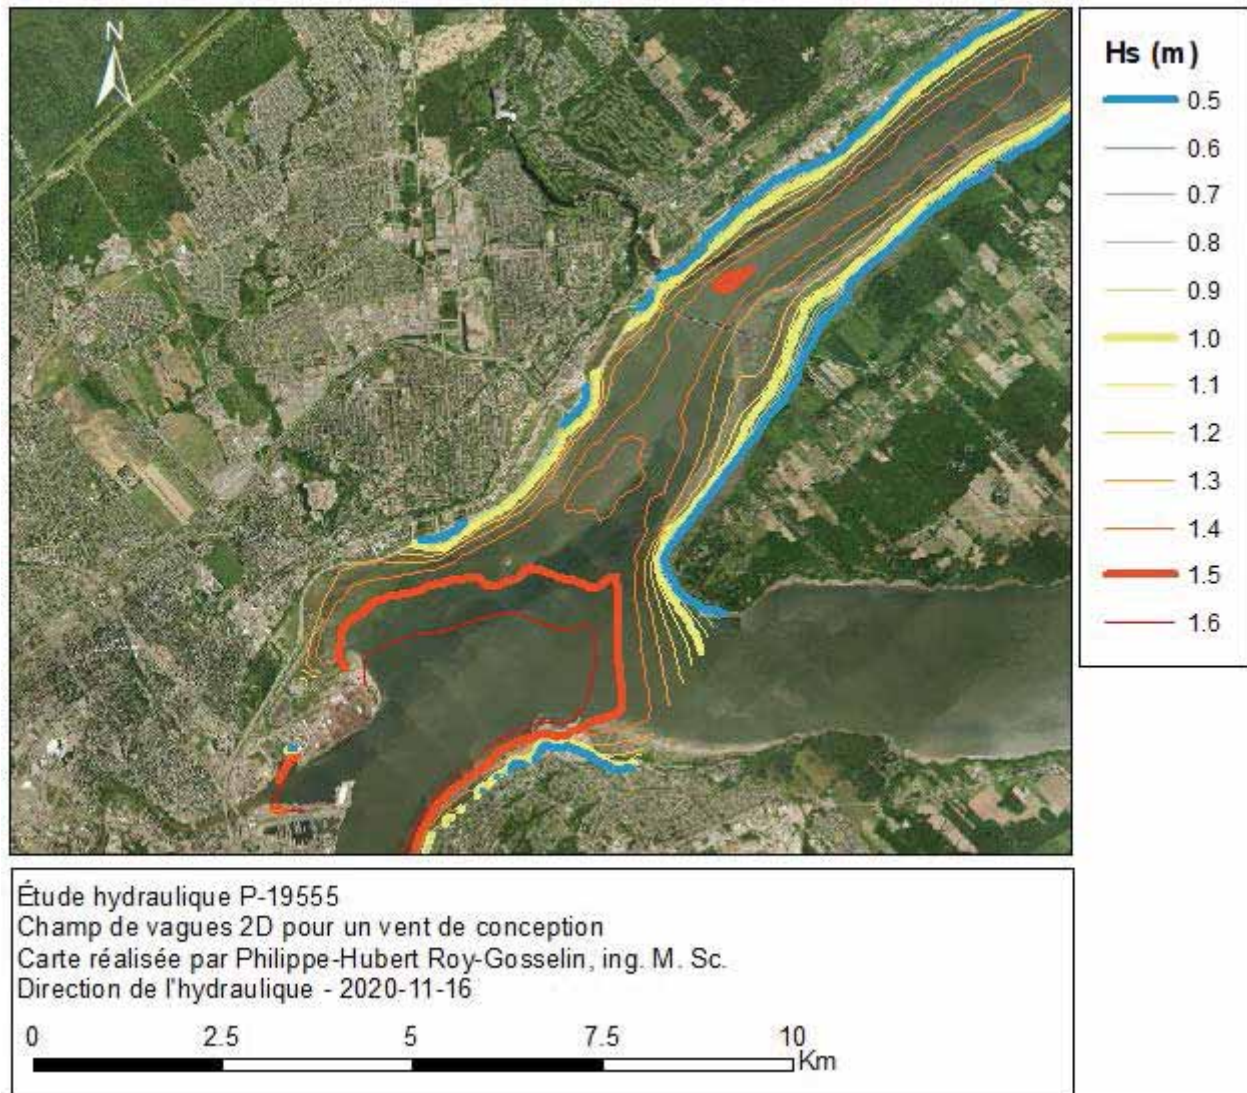 N
Hs (m)
0.5
0.6
0.7
0.8
0.9
1.0
1.1
1.2
1.3
1.4
1.5
1.6
Étude hydraulique P-19555
Champ de vagues 2D pour un vent de conception
Carte réalisée par Philippe-Hubert Roy-Gosselin, ing. M. Sc.
Direction de l'hydraulique - 2020-11-16
0 2.5 5 7.5 10
Km